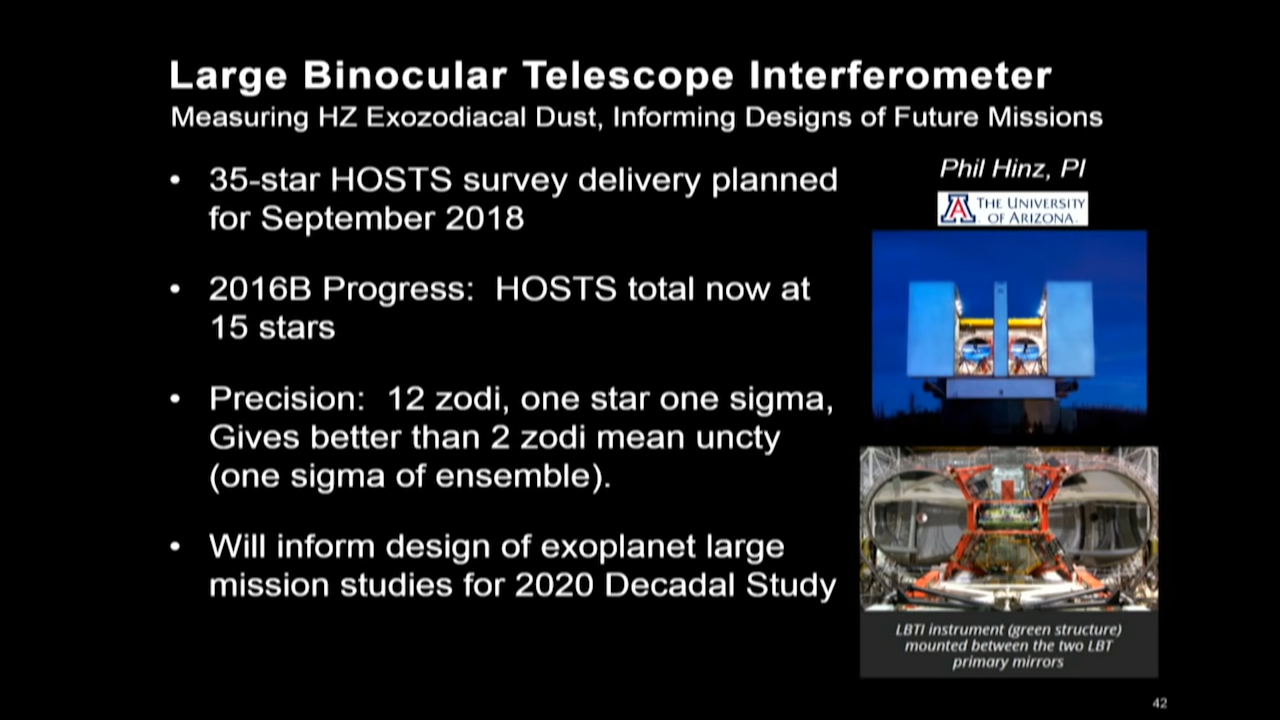 Large Binocular Telescope Interferometer
Measuring HZ Exozodiacal Dust, Informing Designs of Future Missions
• 35-star HOSTS survey delivery planned
for September 2018
• 2016B Progress: HOSTS total now at
15 stars
• Precision: 12 zodi, one star one sigma,
Gives better than 2 zodi mean uncty
(one sigma of ensemble).
• Will inform design of exoplanet large
mission studies for 2020 Decadal Study
Phil Hinz, PI
A THE UNIVERSITY
OF ARIZONA.
LBTI instrument (green structure)
mounted between the two LBT
primary mirrors
42